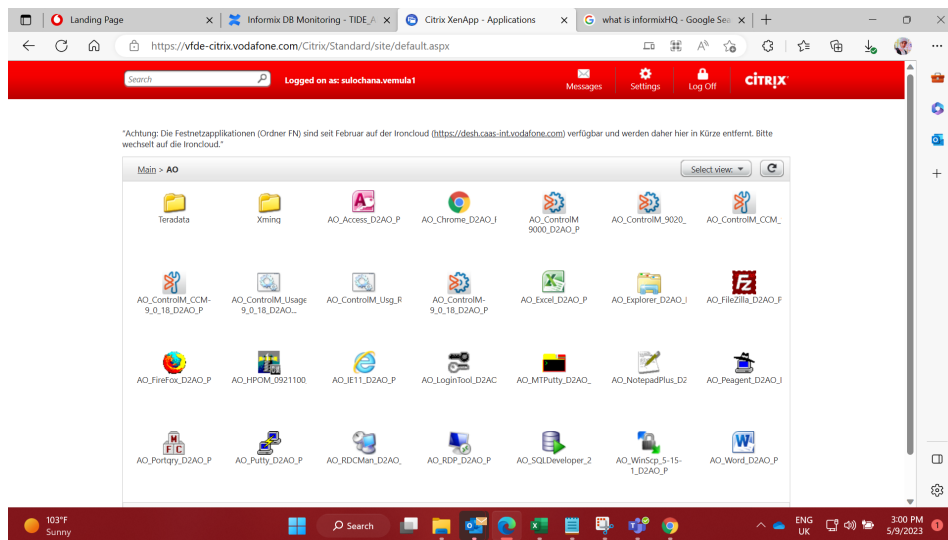 Landing Page
Informix DB Monitoring - TIDE_A
Citrix XenApp - Applications
what is informixHQ - Google Sea
https://vfde-citrix.vodafone.com/Citrix/Standard/site/default.aspx
Search
Logged on as: sulochana.vemula1
Messages
Settings
Log Off
CİTRIX
"Achtung: Die Festnetzapplikationen (Ordner FN) sind seit Februar auf der Ironcloud (https://desh.caas-int.vodafone.com) verfügbar und werden daher hier in Kürze entfernt. Bitte
wechselt auf die Ironcloud."
Main > AO
Select view:
Teradata
Xming
AO_Access_D2AO_P
AO_Chrome_D2AO_I
AO_ControlM
9000_D2AO_P
AO_ControlM_9020_
AO_ControlM_CCM_
AO_ControlM_CCM-
9_0_18_D2AO_P
AO_ControlM_Usage
9_0_18_D2AO...
AO_ControlM_Usg_R
AO_ControlM-
9_0_18_D2AO_P
AO_Excel_D2AO_P
AO_Explorer_D2AO_I
AO_FileZilla_D2AO_F
AO_FireFox_D2AO_P
AO_HPOM_0921100
AO_IE11_D2AO_P
AO_LoginTool_D2AC
AO_MTPutty_D2AO_
AO_NotepadPlus_D2
AO_Peagent_D2AO_I
AO_Portqry_D2AO_P
AO_Putty_D2AO_P
AO_RDCMan_D2AO_
AO_RDP_D2AO_P
AO_SQLDeveloper_2
AO_WinScp_5-15-
1_D2AO_P
AO_Word_D2AO_P
103°F
Sunny
Search
ENG
UK
3:00 PM
5/9/2023
1